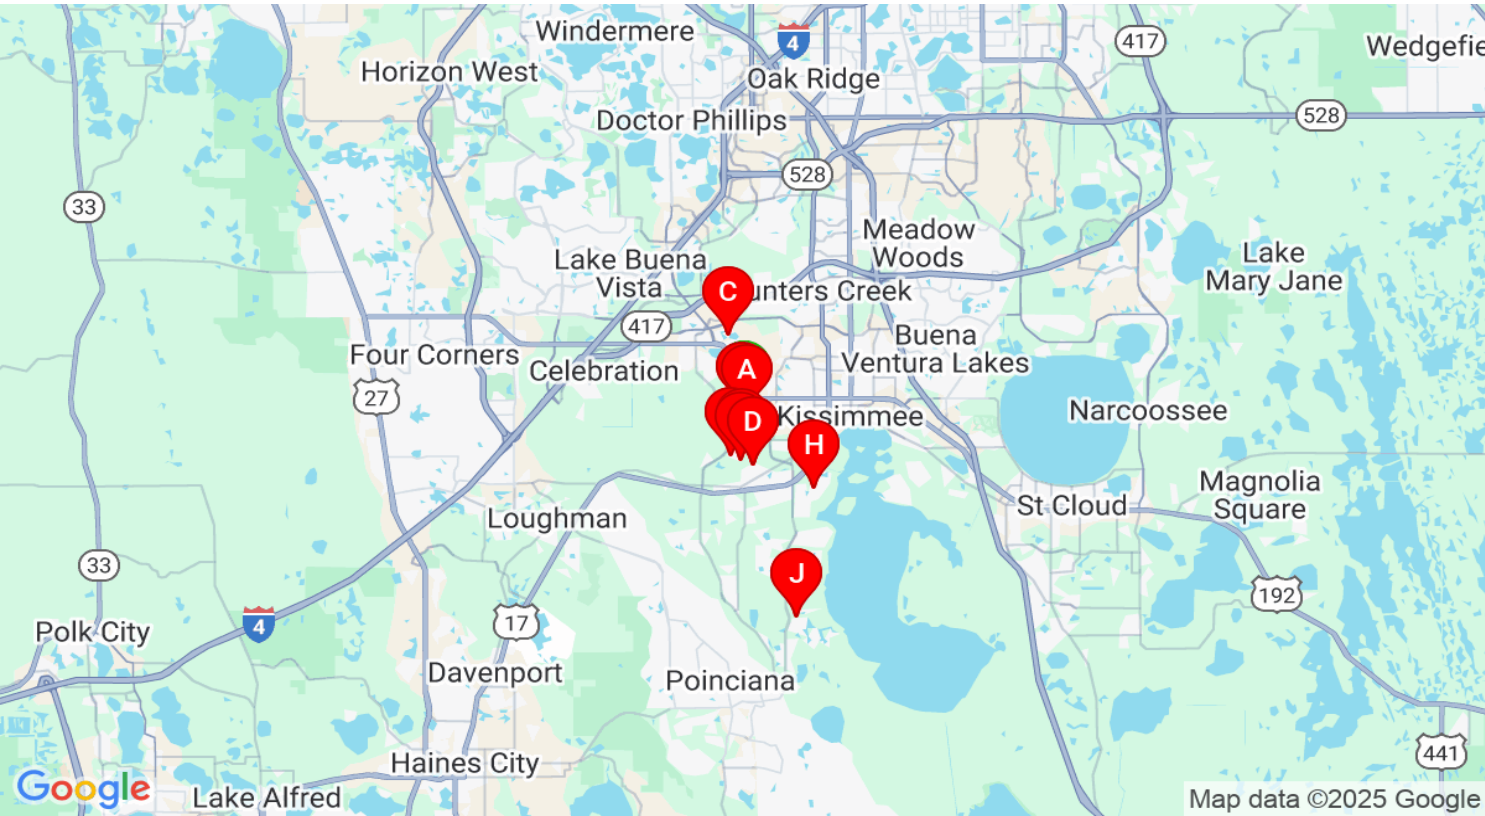 Windermere
4
417
Wedgefie
Horizon West
Oak Ridge
Doctor Phillips
528
528
33
Meadow
Woods
Lake Buena
Vista
Lake
Mary Jane
C
unters Creek
417
Buena
Ventura Lakes
Four Corners
Celebration
A
27
D
Kissimmee
Narcoossee
H
Magnolia
Square
St Cloud
Loughman
33
J
192
17
4
Polk City
Davenport
Poinciana
441
Haines City
Google
Lake Alfred
Map data ©2025 Google